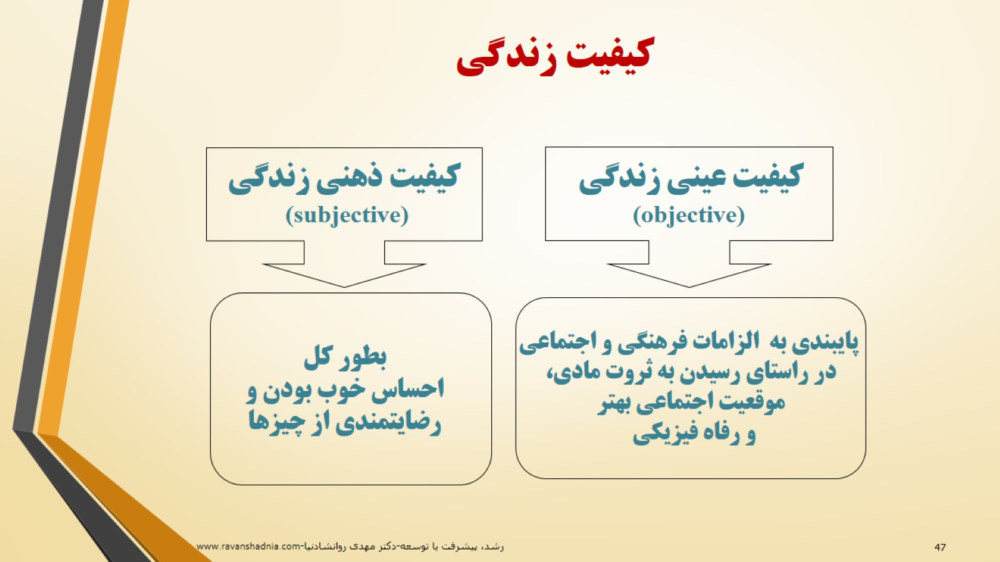 کیفیت زندگی
کیفیت عینی زندگی
(objective)
پایبندی به الزامات فرهنگی و اجتماعی
در راستای رسیدن به ثروت مادی،
موقعیت اجتماعی بهتر
و رفاه فیزیکی
کیفیت ذهنی زندگی
(subjective)
بطور کل
احساس خوب بودن و
رضایتمندی از چیزها
رشد، پیشرفت یا توسعه-دکتر مهدی روانشادنیا-www.ravanshadnia.com
47